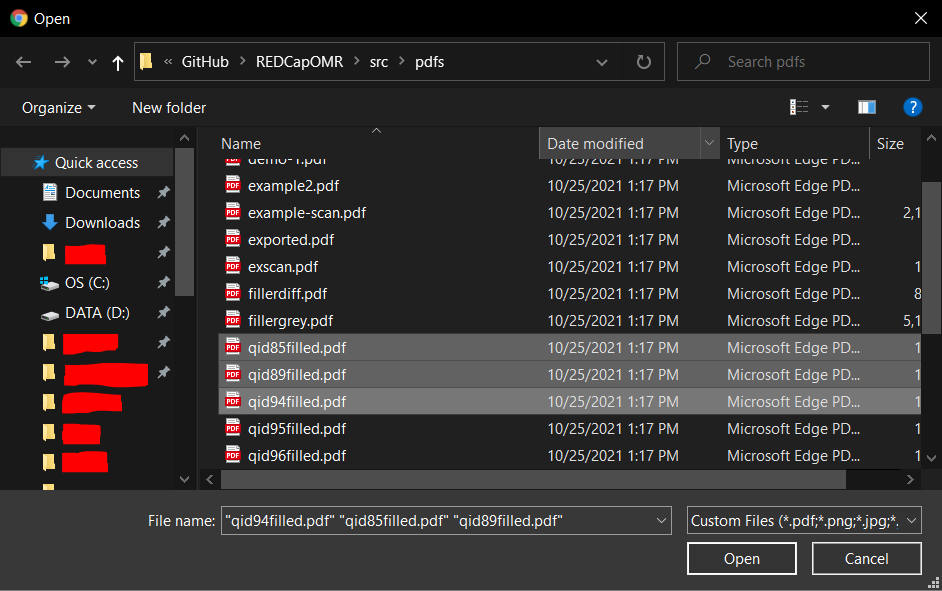 Open
« GitHub > REDCapOMR > src > pdfs
Search pdfs
Organize New folder
Name Date modified Type Size
demo-1.pdf 10/25/2021 1:17 PM Microsoft Edge PD...
example2.pdf 10/25/2021 1:17 PM Microsoft Edge PD...
example-scan.pdf 10/25/2021 1:17 PM Microsoft Edge PD... 2,1
exported.pdf 10/25/2021 1:17 PM Microsoft Edge PD...
exscan.pdf 10/25/2021 1:17 PM Microsoft Edge PD... 1
fillerdiff.pdf 10/25/2021 1:17 PM Microsoft Edge PD... 8
fillergrey.pdf 10/25/2021 1:17 PM Microsoft Edge PD... 5,1
qid85filled.pdf 10/25/2021 1:17 PM Microsoft Edge PD... 1
qid89filled.pdf 10/25/2021 1:17 PM Microsoft Edge PD... 1
qid94filled.pdf 10/25/2021 1:17 PM Microsoft Edge PD... 1
qid95filled.pdf 10/25/2021 1:17 PM Microsoft Edge PD... 1
qid96filled.pdf 10/25/2021 1:17 PM Microsoft Edge PD... 1
Quick access
Documents
Downloads
OS (C:)
DATA (D:)
File name: "qid94filled.pdf" "qid85filled.pdf" "qid89filled.pdf"
Custom Files (*.pdf;*.png;*.jpg;*.
Open Cancel